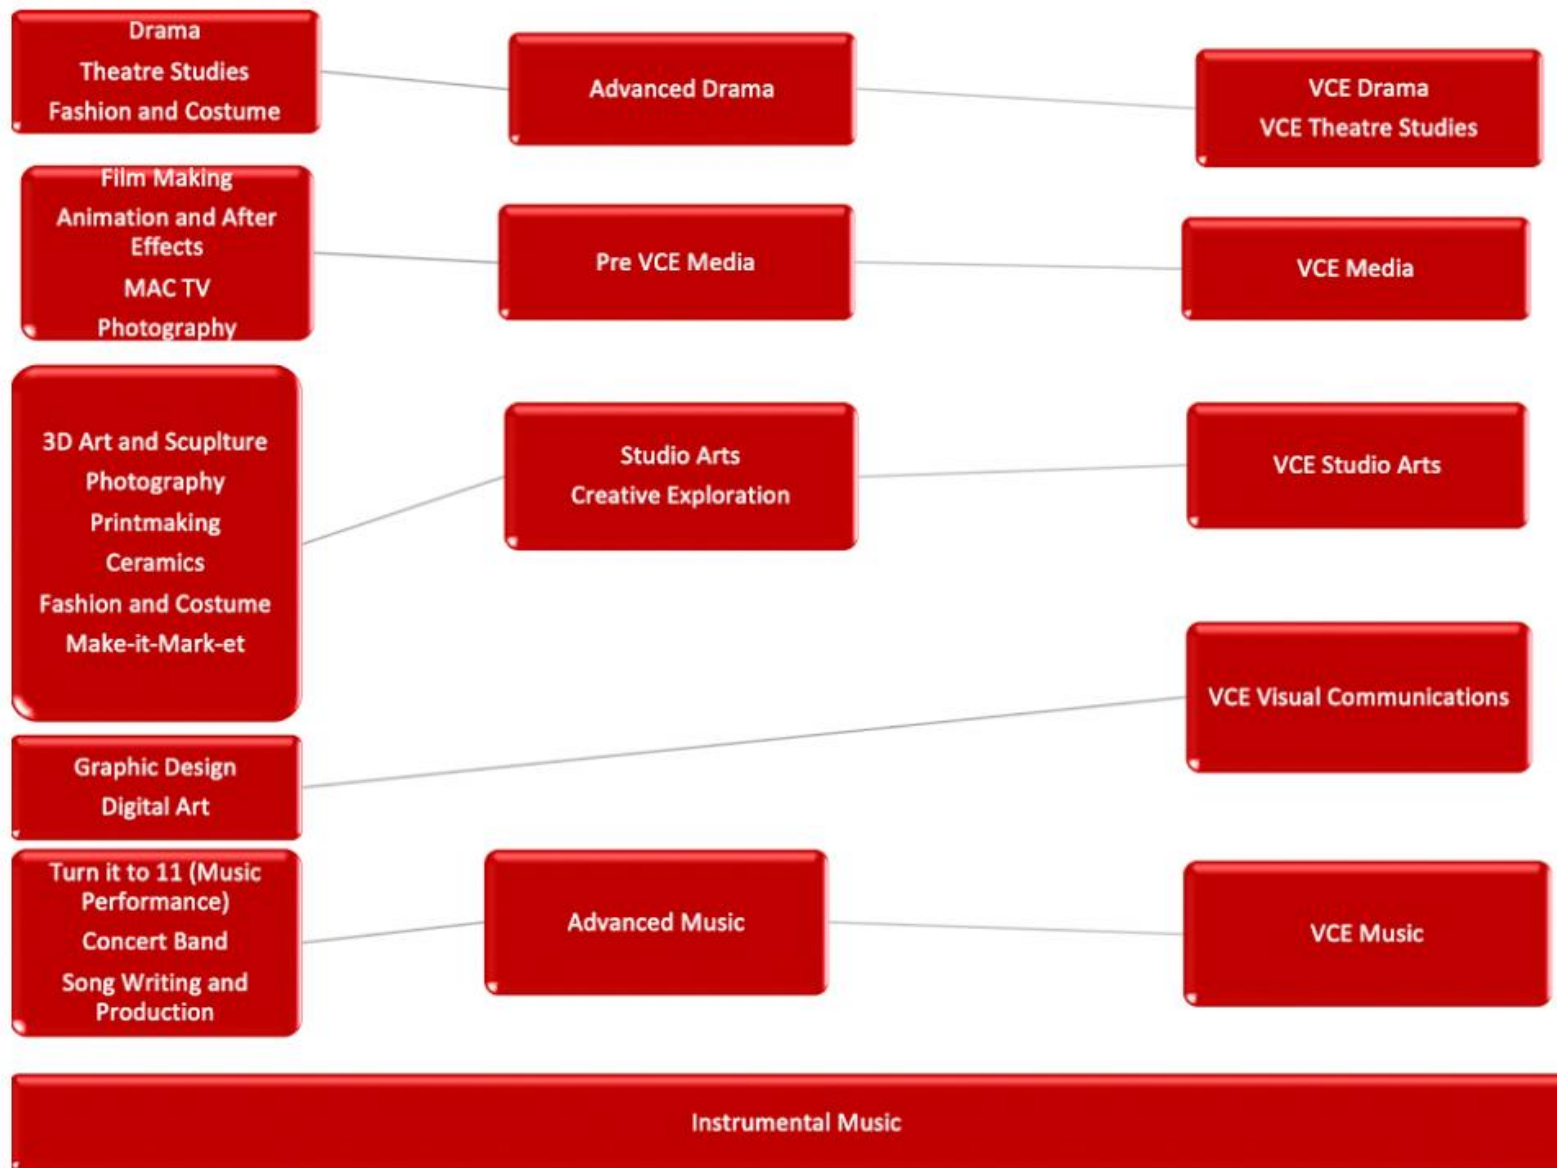 Drama
Theatre Studies
Fashion and Costume
Advanced Drama
VCE Drama
VCE Theatre Studies
Film Making
Animation and After
Effects
MAC TV
Photography
Pre VCE Media
VCE Media
3D Art and Scuplture
Photography
Printmaking
Ceramics
Fashion and Costume
Make-it-Mark-et
Studio Arts
Creative Exploration
VCE Studio Arts
Graphic Design
Digital Art
VCE Visual Communications
Turn it to 11 (Music
Performance)
Concert Band
Song Writing and
Production
Advanced Music
VCE Music
Instrumental Music